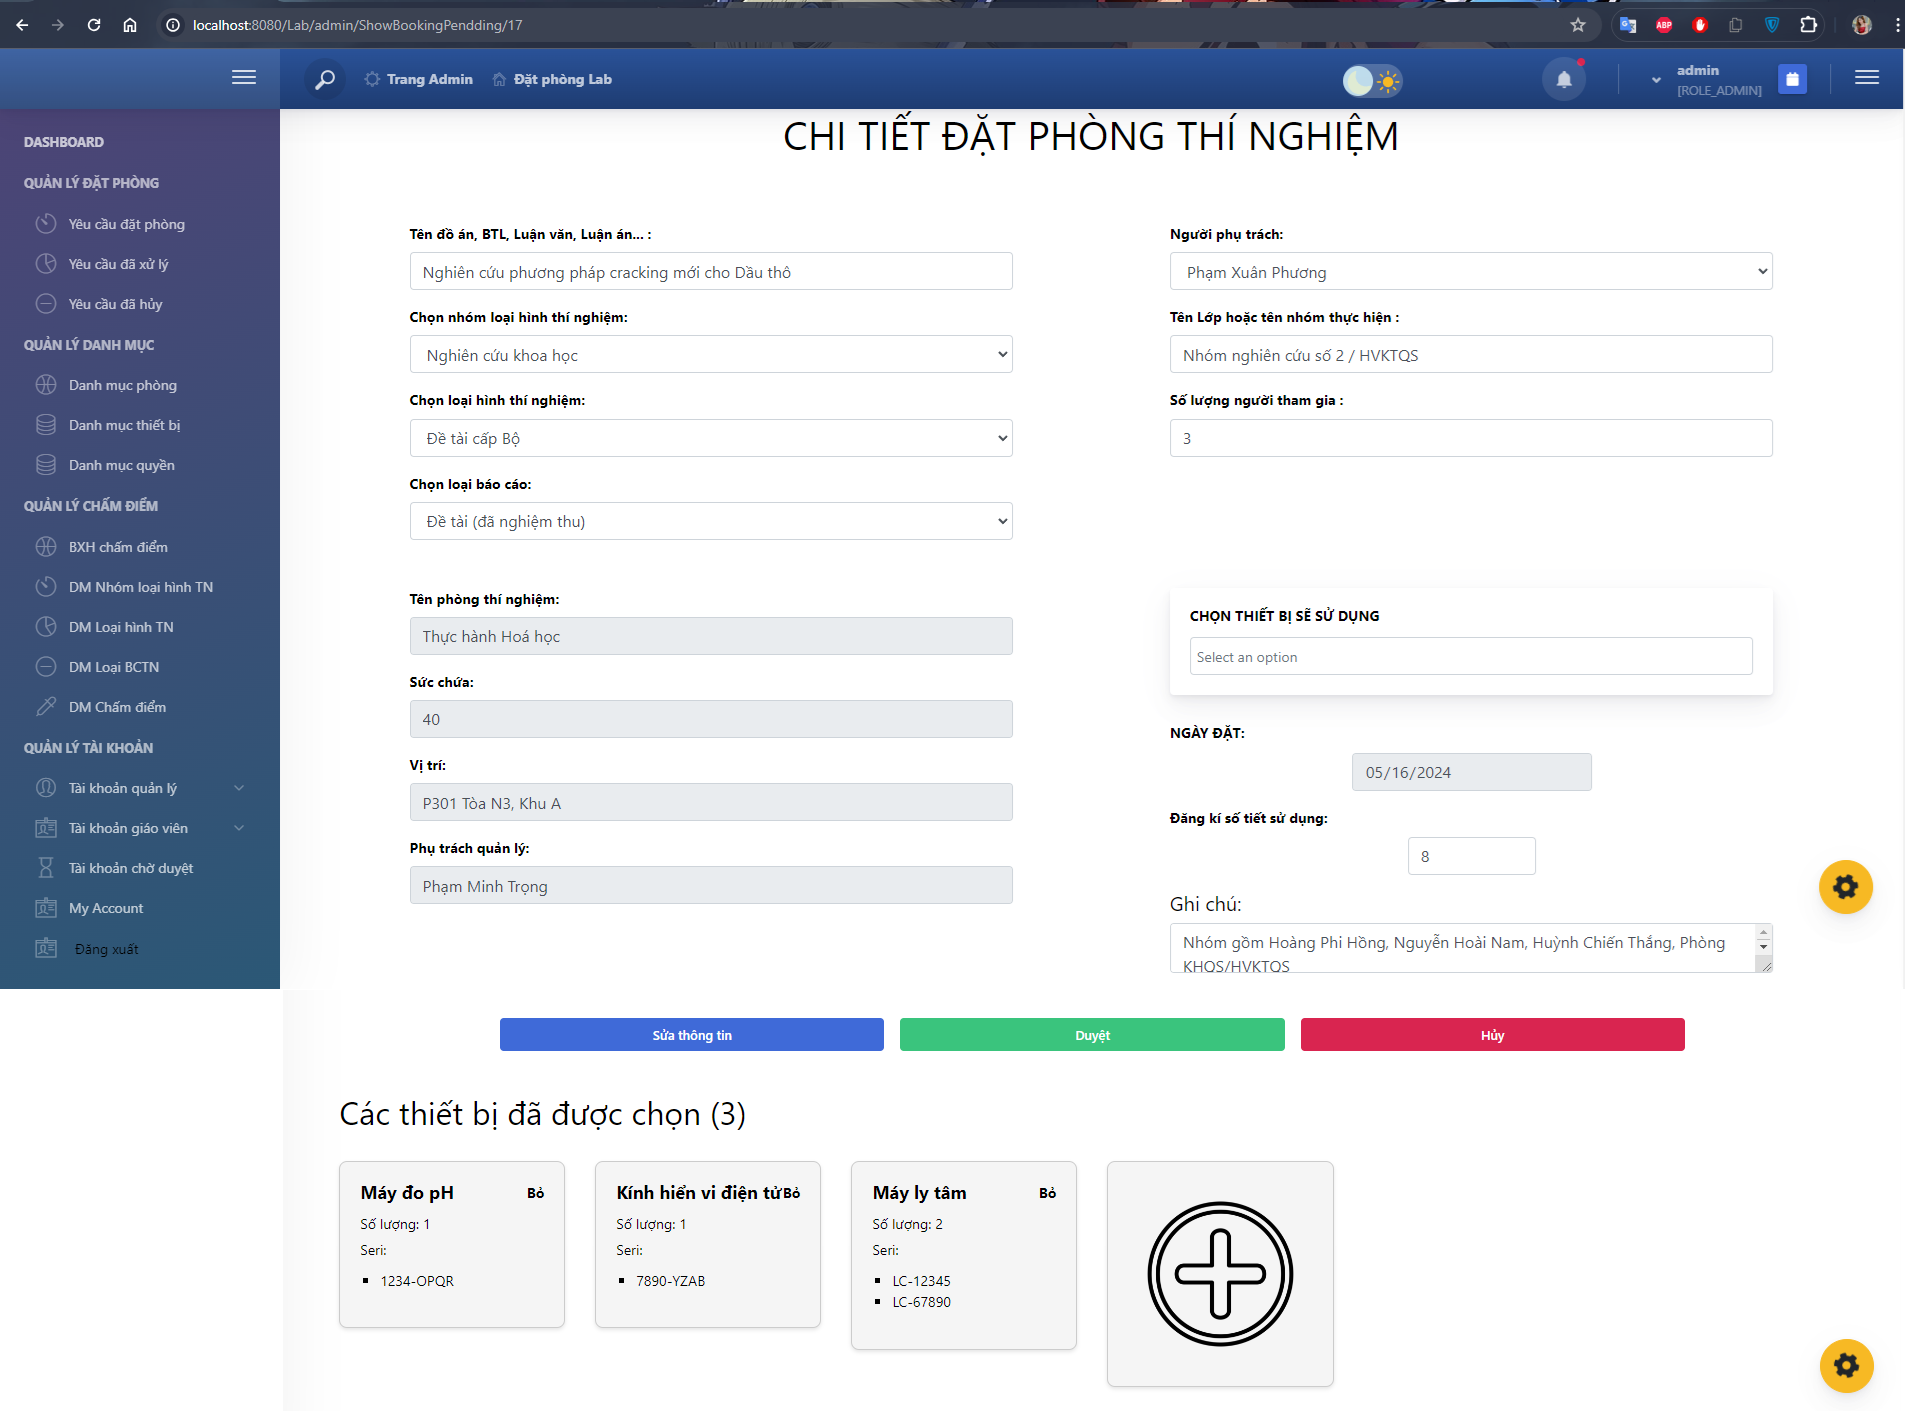 localhost:8080/Lab/admin/ShowBookingPendding/17
ABP
Trang Admin
Đặt phòng Lab
admin
[ROLE_ADMIN]
DASHBOARD
QUẢN LÝ ĐẶT PHÒNG
Yêu cầu đặt phòng
Yêu cầu đã xử lý
Yêu cầu đã hủy
QUẢN LÝ DANH MỤC
Danh mục phòng
Danh mục thiết bị
Danh mục quyền
QUẢN LÝ CHẤM ĐIỂM
BXH chấm điểm
DM Nhóm loại hình TN
DM Loại hình TN
DM Loại BCTN
DM Chấm điểm
QUẢN LÝ TÀI KHOẢN
Tài khoản quản lý
Tài khoản giáo viên
Tài khoản chờ duyệt
My Account
Đăng xuất
CHI TIẾT ĐẶT PHÒNG THÍ NGHIỆM
Tên đồ án, BTL, Luận văn, Luận án... :
Nghiên cứu phương pháp cracking mới cho Dầu thô
Chọn nhóm loại hình thí nghiệm:
Nghiên cứu khoa học
Chọn loại hình thí nghiệm:
Đề tài cấp Bộ
Chọn loại báo cáo:
Đề tài (đã nghiệm thu)
Người phụ trách:
Phạm Xuân Phương
Tên Lớp hoặc tên nhóm thực hiện :
Nhóm nghiên cứu số 2 / HVKTQS
Số lượng người tham gia :
3
Tên phòng thí nghiệm:
Thực hành Hoá học
Sức chứa:
40
Vị trí:
P301 Tòa N3, Khu A
Phụ trách quản lý:
Phạm Minh Trọng
CHỌN THIẾT BỊ SẼ SỬ DỤNG
Select an option
NGÀY ĐẶT:
05/16/2024
Đăng kí số tiết sử dụng:
8
Ghi chú:
Nhóm gồm Hoàng Phi Hồng, Nguyễn Hoài Nam, Huỳnh Chiến Thắng, Phòng
KHQS/HVKTQS
Sửa thông tin
Duyệt
Hủy
Các thiết bị đã được chọn (3)
Máy đo pH Bỏ
Số lượng: 1
Seri:
1234-OPQR
Kính hiển vi điện tử Bỏ
Số lượng: 1
Seri:
7890-YZAB
Máy ly tâm Bỏ
Số lượng: 2
Seri:
LC-12345
LC-67890